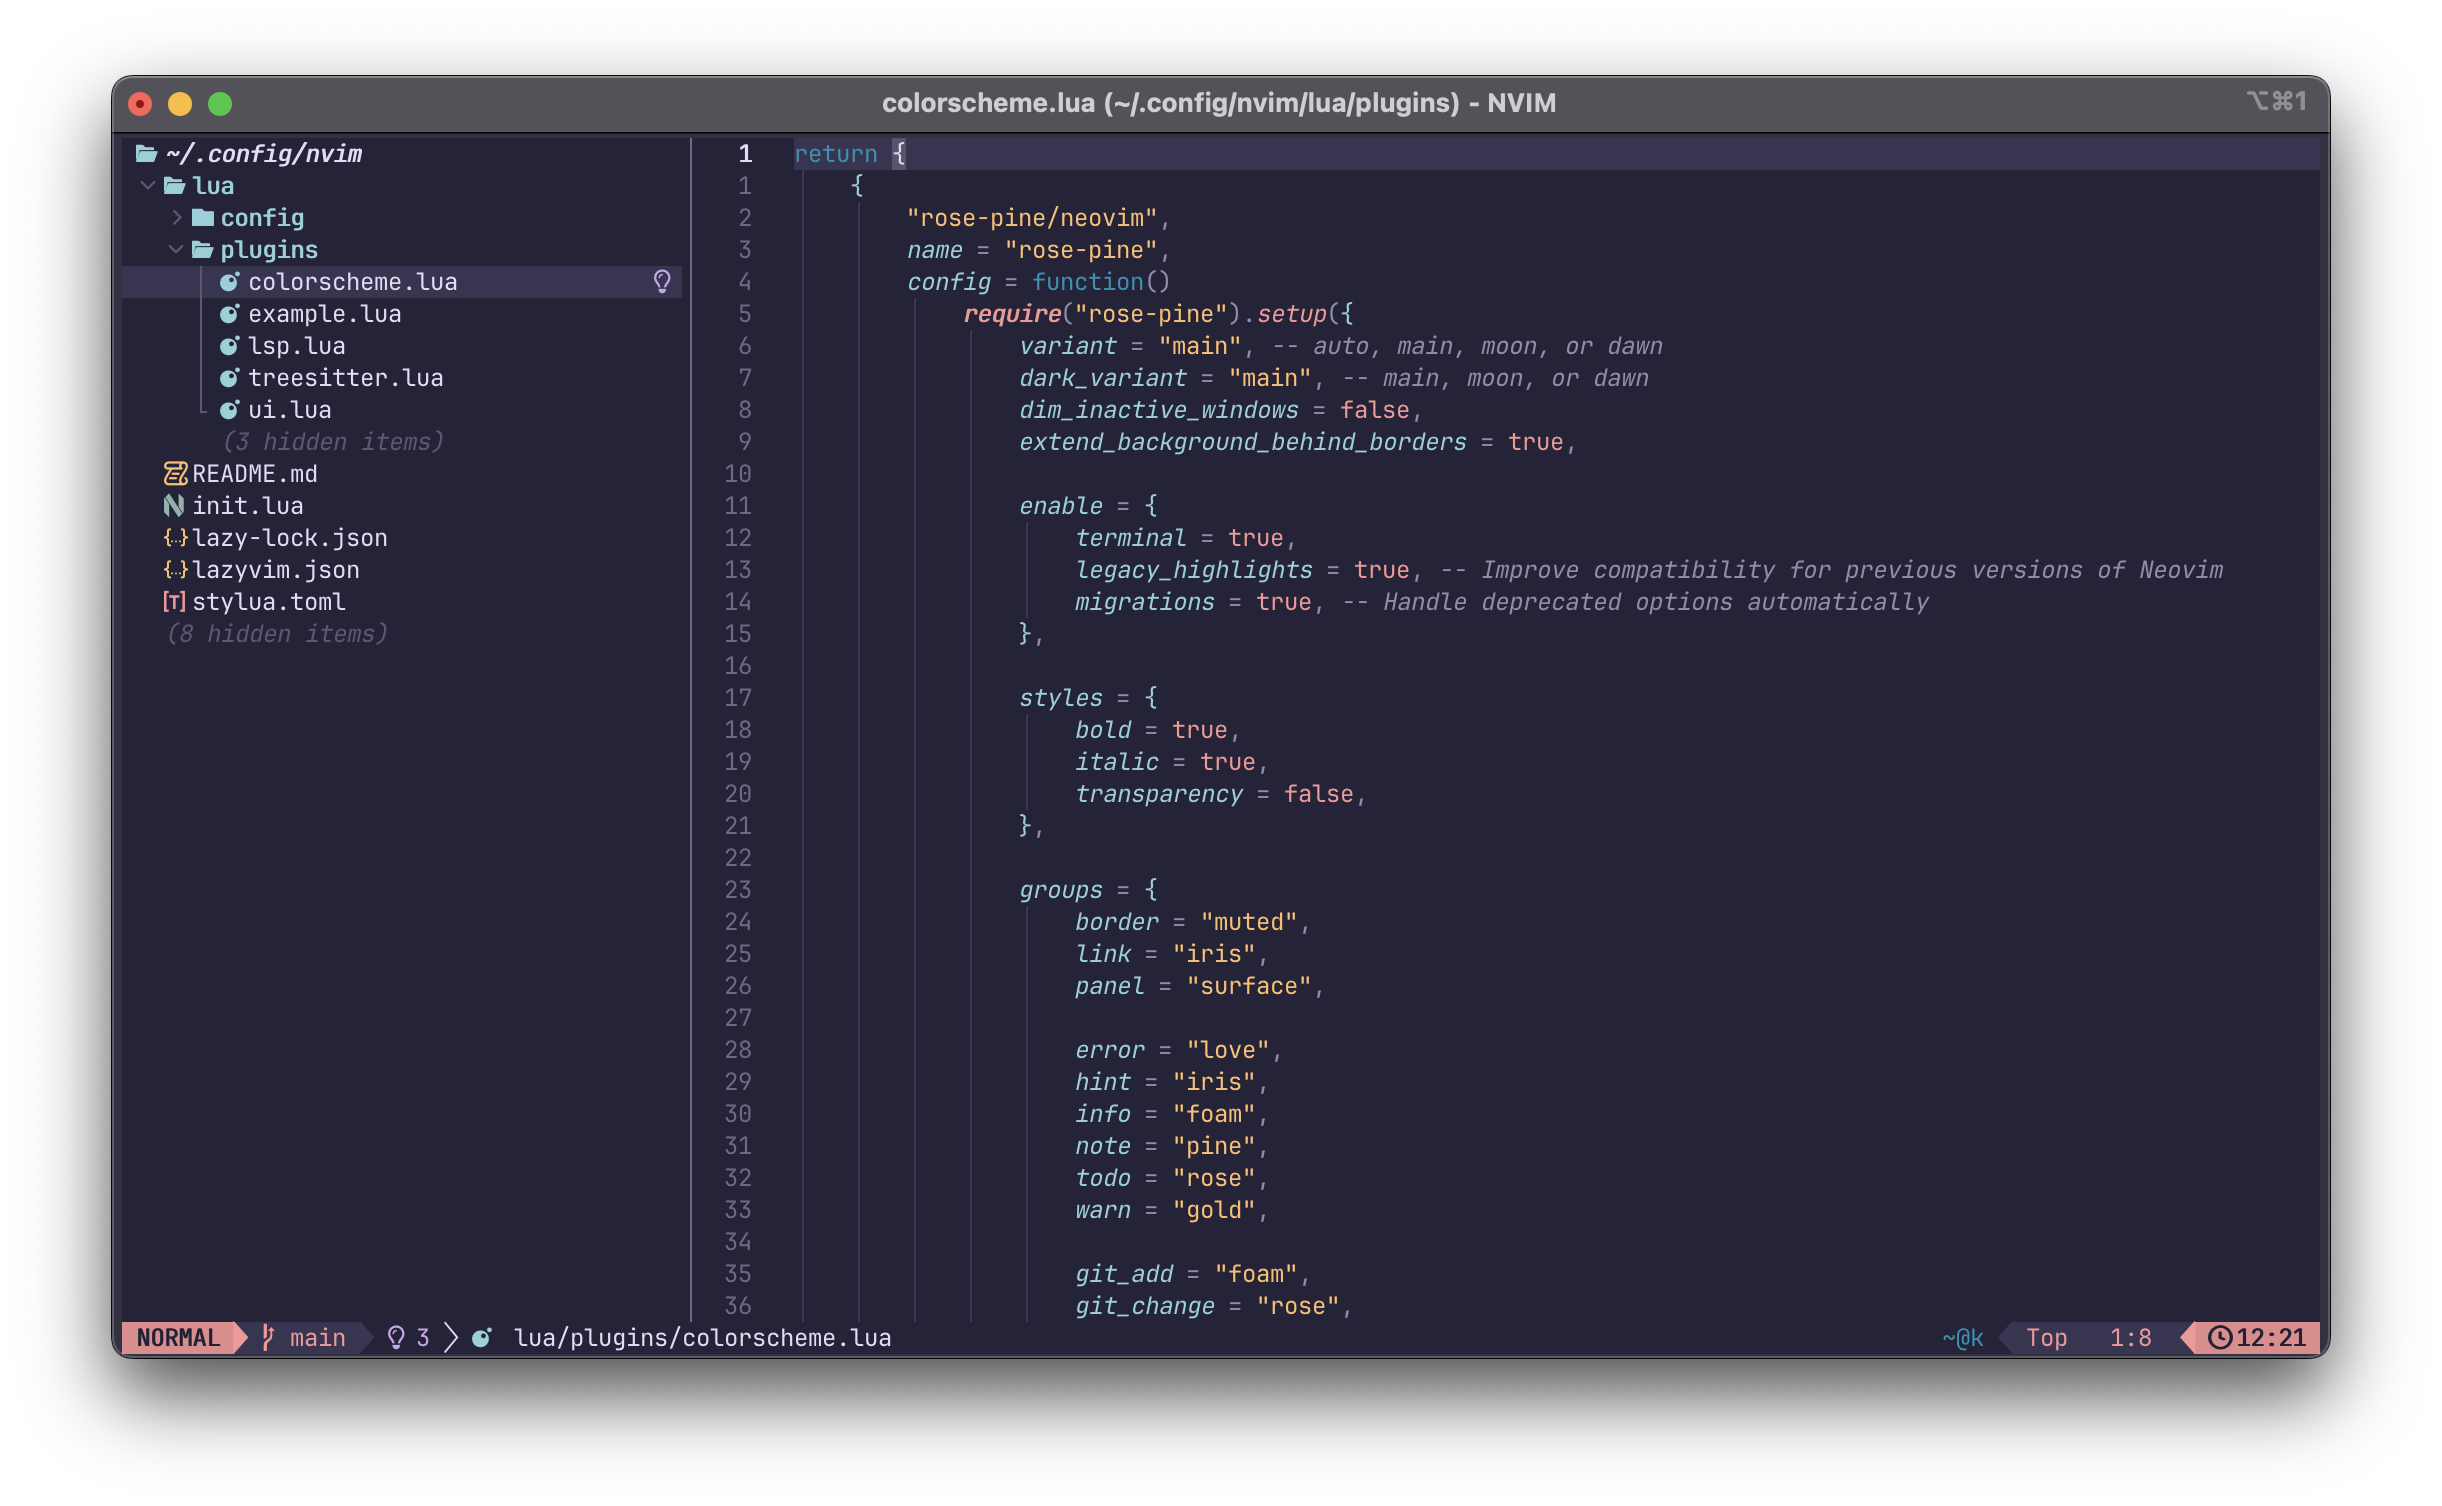 colorscheme.lua (~/.config/nvim/lua/plugins) - NVIM
⌥⌘1
~/.config/nvim
lua
config
plugins
colorscheme.lua
example.lua
lsp.lua
treesitter.lua
ui.lua
(3 hidden items)
README.md
init.lua
{..}lazy-lock.json
{..}lazyvim.json
[T] stylua.toml
(8 hidden items)
1 return {
1 {
2 "rose-pine/neovim",
3 name = "rose-pine",
4 config = function()
5 require("rose-pine").setup({
6 variant = "main", -- auto, main, moon, or dawn
7 dark_variant = "main", -- main, moon, or dawn
8 dim_inactive_windows = false,
9 extend_background_behind_borders = true,
10
11 enable = {
12 terminal = true,
13 legacy_highlights = true, -- Improve compatibility for previous versions of Neovim
14 migrations = true, -- Handle deprecated options automatically
15 },
16
17 styles = {
18 bold = true,
19 italic = true,
20 transparency = false,
21 },
22
23 groups = {
24 border = "muted",
25 link = "iris",
26 panel = "surface",
27
28 error = "love",
29 hint = "iris",
30 info = "foam",
31 note = "pine",
32 todo = "rose",
33 warn = "gold",
34
35 git_add = "foam",
36 git_change = "rose",
NORMAL main 3 lua/plugins/colorscheme.lua ~@k Top 1:8 12:21